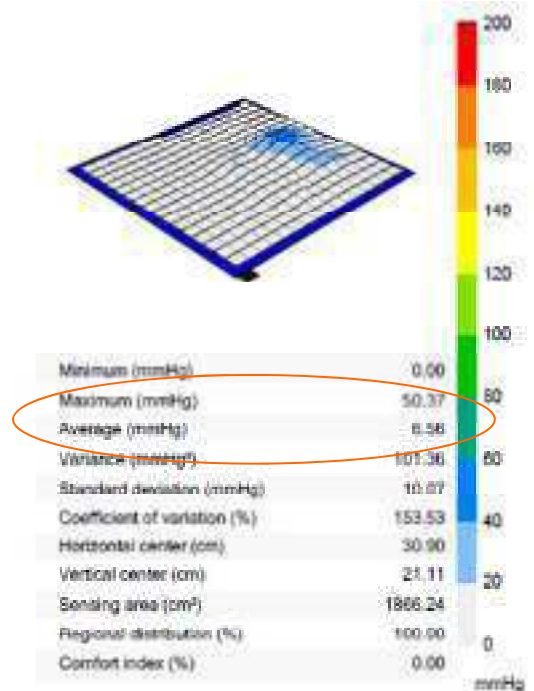 200
180
160
140
120
100
80
60
40
20
0
mmHg
Minimum (mmHg) 0.00
Maximum (mmHg) 50.37
Average (mmHg) 6.56
Variance (mmHg²) 101.36
Standard deviation (mmHg) 10.07
Coefficient of variation (%) 153.53
Horizontal center (cm) 30.90
Vertical center (cm) 21.11
Sensing area (cm²) 1866.24
Regional distribution (%) 100.00
Comfort index (%) 0.00